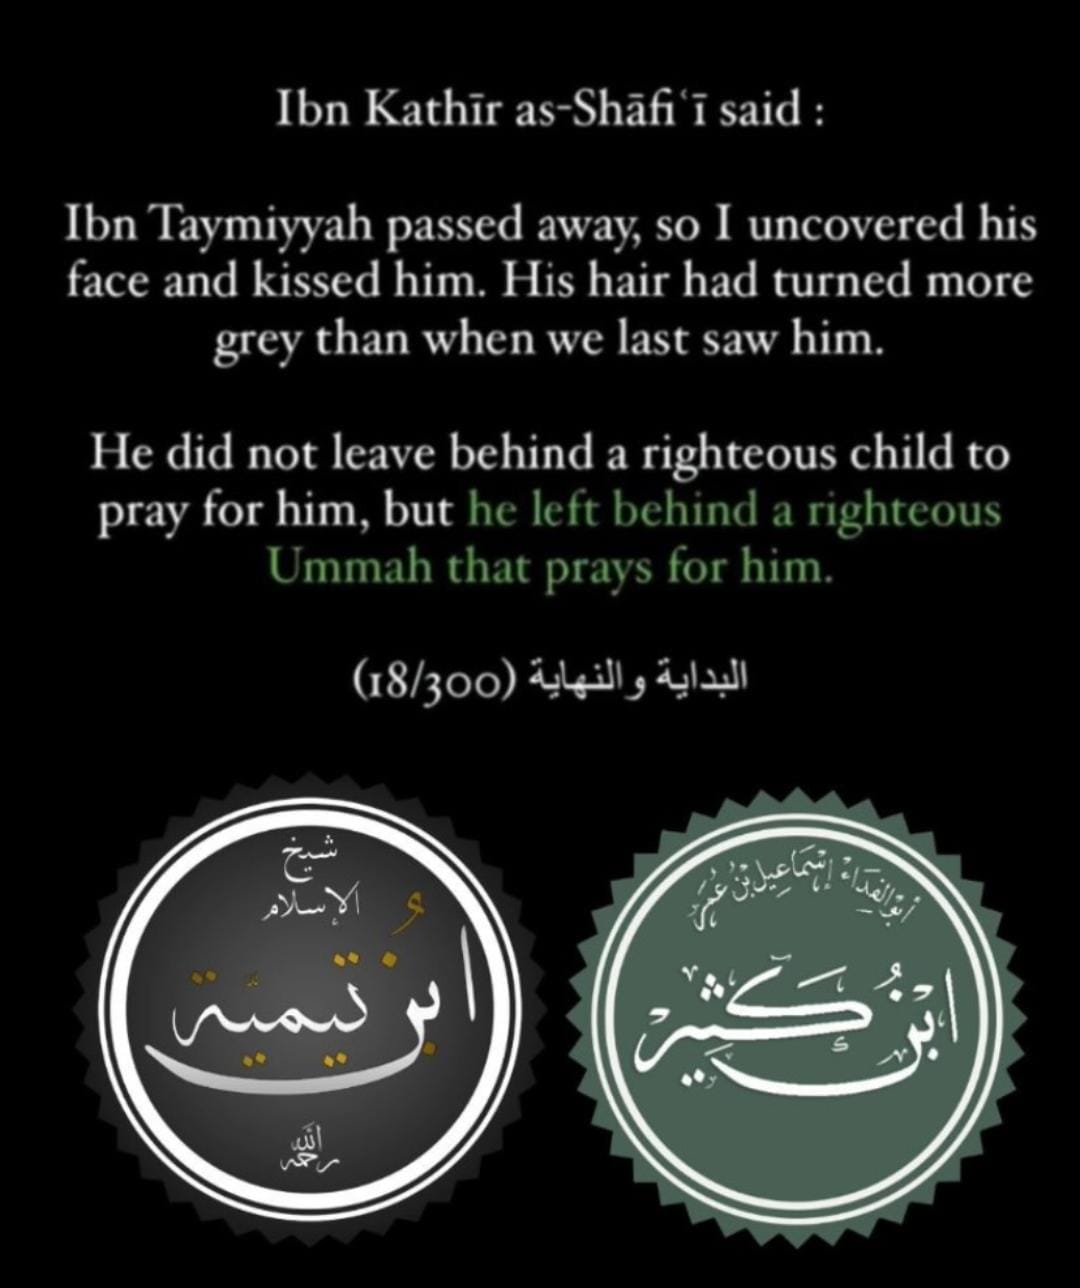 Ibn Kathīr as-Shāfiʿī said :
Ibn Taymiyyah passed away, so I uncovered his
face and kissed him. His hair had turned more
grey than when we last saw him.
He did not leave behind a righteous child to
pray for him, but he left behind a righteous
Ummah that prays for him.
البداية والنهاية (18/300)
شيخ
الإسلام
ابن تيمية
رحمه الله
أبو الفداء إسماعيل بن عمر
ابن كثير